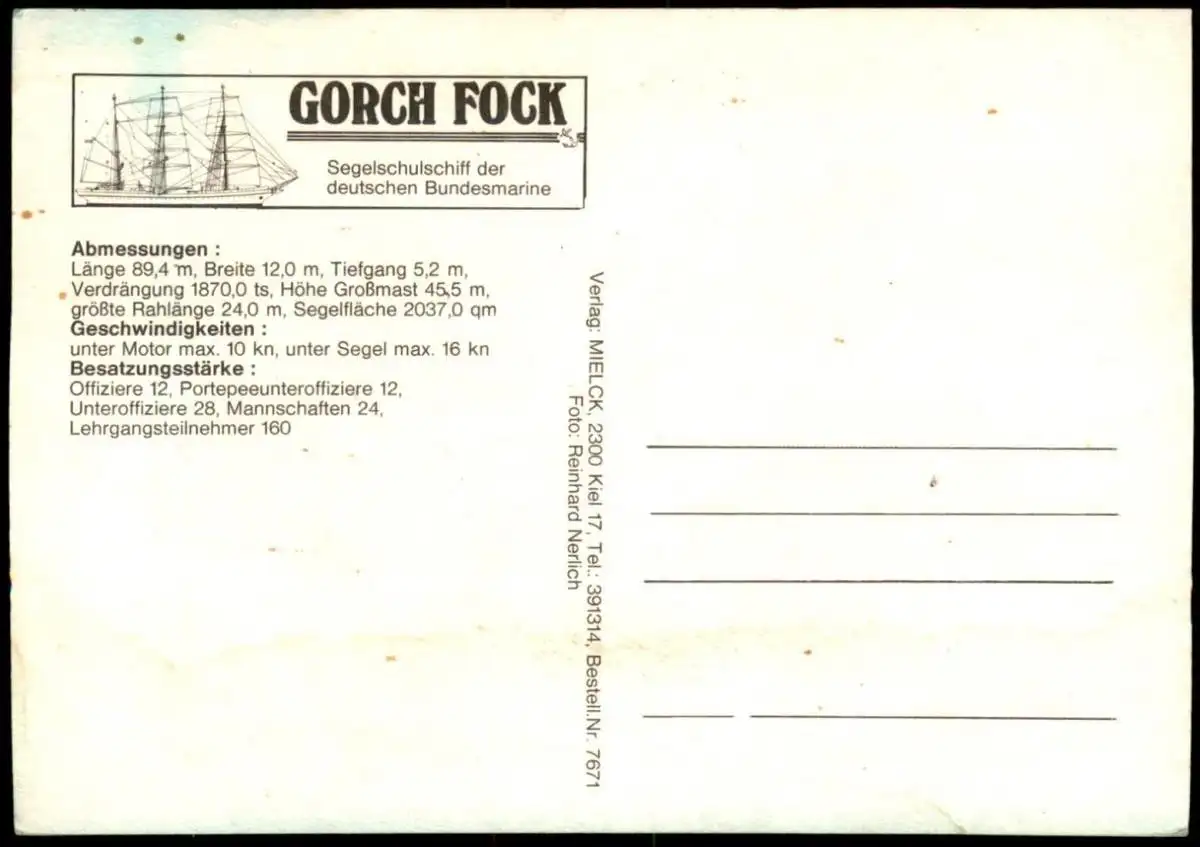 GORCH FOCK
Segelschulschiff der
deutschen Bundesmarine
Abmessungen :
Länge 89,4 m, Breite 12,0 m, Tiefgang 5,2 m,
Verdrängung 1870,0 ts, Höhe Großmast 45,5 m,
größte Rahlänge 24,0 m, Segelfläche 2037,0 qm
Geschwindigkeiten :
unter Motor max. 10 kn, unter Segel max. 16 kn
Besatzungsstärke :
Offiziere 12, Portepeeunteroffiziere 12,
Unteroffiziere 28, Mannschaften 24,
Lehrgangsteilnehmer 160
Verlag: MIELCK, 2300 Kiel 17, Tel.: 391314, Bestell.Nr. 7671
Foto: Reinhard Nerlich